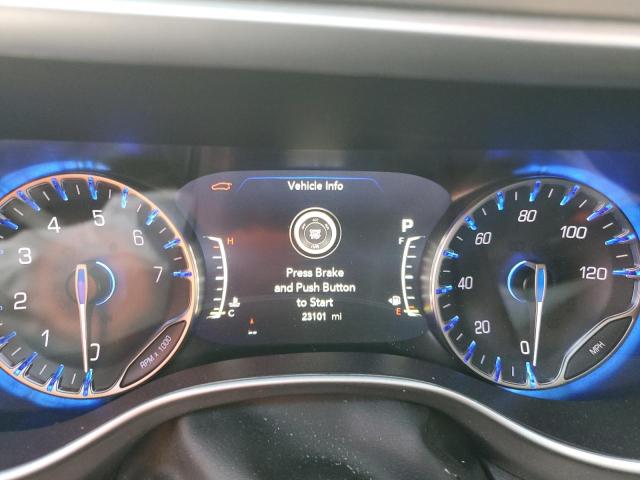 Vehicle Info
H
C
Press Brake
and Push Button
to Start
23101 mi
P
F
E
0
1
2
3
4
5
6
7
RPM x 1000
0
20
40
60
80
100
120
MPH